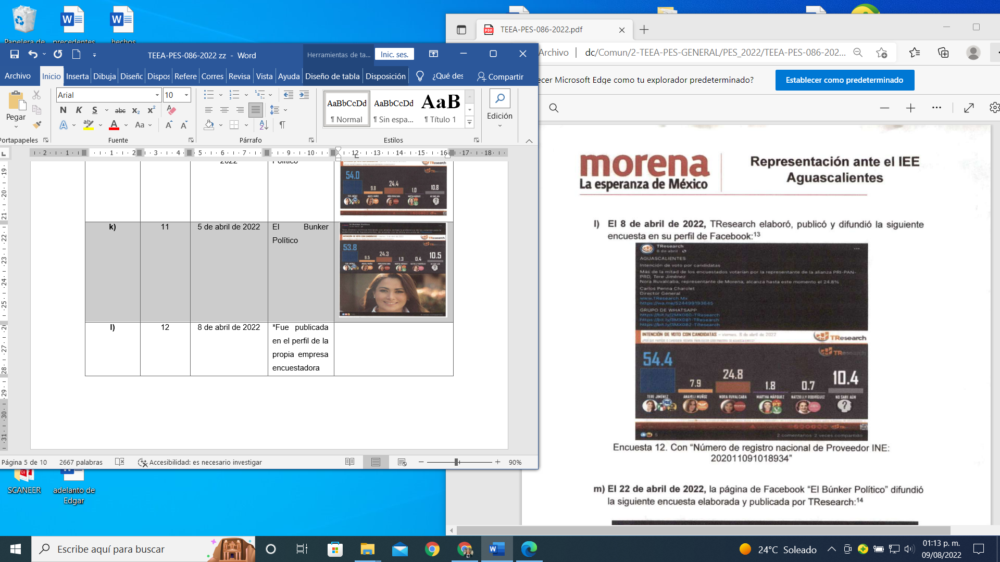 Papelera de
precedentes
hechos
TEEA-PES-086-2022 zz - Word
Herramientas de ta...
Inic. ses.
Archivo
Inicio
Inserta
Dibuja
Diseñc
Dispos
Refere
Corres
Revisa
Vista
Ayuda
Diseño de tabla
Disposición
¿Qué des
Compartir
Pegar
Arial
10
N K S abc x₂ x²
Aa
AaBbCcDd
AaBbCcDd
AaB
¶ Normal
¶ Sin espa...
¶ Título 1
Edición
Portapapeles
Fuente
Párrafo
Estilos
2022
Político
TResearch
54.0
9.8
24.4
1.0
10.8
k)
11
5 de abril de 2022
El Bunker
Político
El Bunker Político
TResearch
53.8
9.5
24.3
1.3
0.4
10.5
l)
12
8 de abril de 2022
*Fue publicada
en el perfil de la
propia empresa
encuestadora
Página 5 de 10
2667 palabras
Accesibilidad: es necesario investigar
90%
SCANEER
adelanto de
Edgar
TEEA-PES-086-2022.pdf
Archivo
dc/Comun/2-TEEA-PES-GENERAL/PES_2022/TEEA-PES-086-202...
ecer Microsoft Edge como tu explorador predeterminado?
Establecer como predeterminado
morena
La esperanza de México
Representación ante el IEE
Aguascalientes
l) El 8 de abril de 2022, TResearch elaboró, publicó y difundió la siguiente
encuesta en su perfil de Facebook:13
TResearch
8 de abril
AGUASCALIENTES
Intención de voto por candidatas
Más de la mitad de los encuestados votarían por la representante de la alianza PRI-PAN-
PRD, Tere Jiménez
Nora Ruvalcaba, representante de Morena, alcanza hasta este momento el 24.8%
Carlos Penna Charolet
Director General
www.TResearch.Mx
https://wa.me/524499193645
GRUPO DE WHATSAPP
https://bit.ly/2MX080-TResearch
https://bit.ly/3MX081-TResearch
https://bit.ly/3MX082-TResearch
INTENCIÓN DE VOTO CON CANDIDATAS - viernes, 8 de abril de 2022
TResearch
54.4
7.9
24.8
1.8
0.7
10.4
TERE JIMÉNEZ
ANAYELI MUÑOZ
NORA RUVALCABA
MARTHA MÁRQUEZ
NATZIELLY RODRÍGUEZ
NO SABE AÚN
5
2 comentarios 2 veces compartido
Encuesta 12. Con “Número de registro nacional de Proveedor INE:
202011091018934”
m) El 22 de abril de 2022, la página de Facebook “El Búnker Político” difundió
la siguiente encuesta elaborada y publicada por TResearch:14
Escribe aquí para buscar
24°C Soleado
01:13 p. m.
09/08/2022